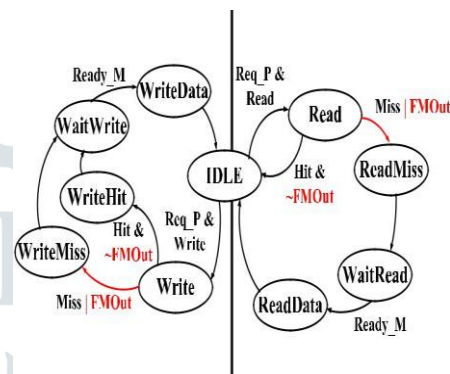 Ready_M
WriteData
WaitWrite
WriteHit
WriteMiss
Hit &
~FMOut
Miss | FMOut
Write
Req_P &
Write
IDLE
Req_P &
Read
Read
Miss | FMOut
Hit &
~FMOut
ReadMiss
WaitRead
ReadData
Ready_M